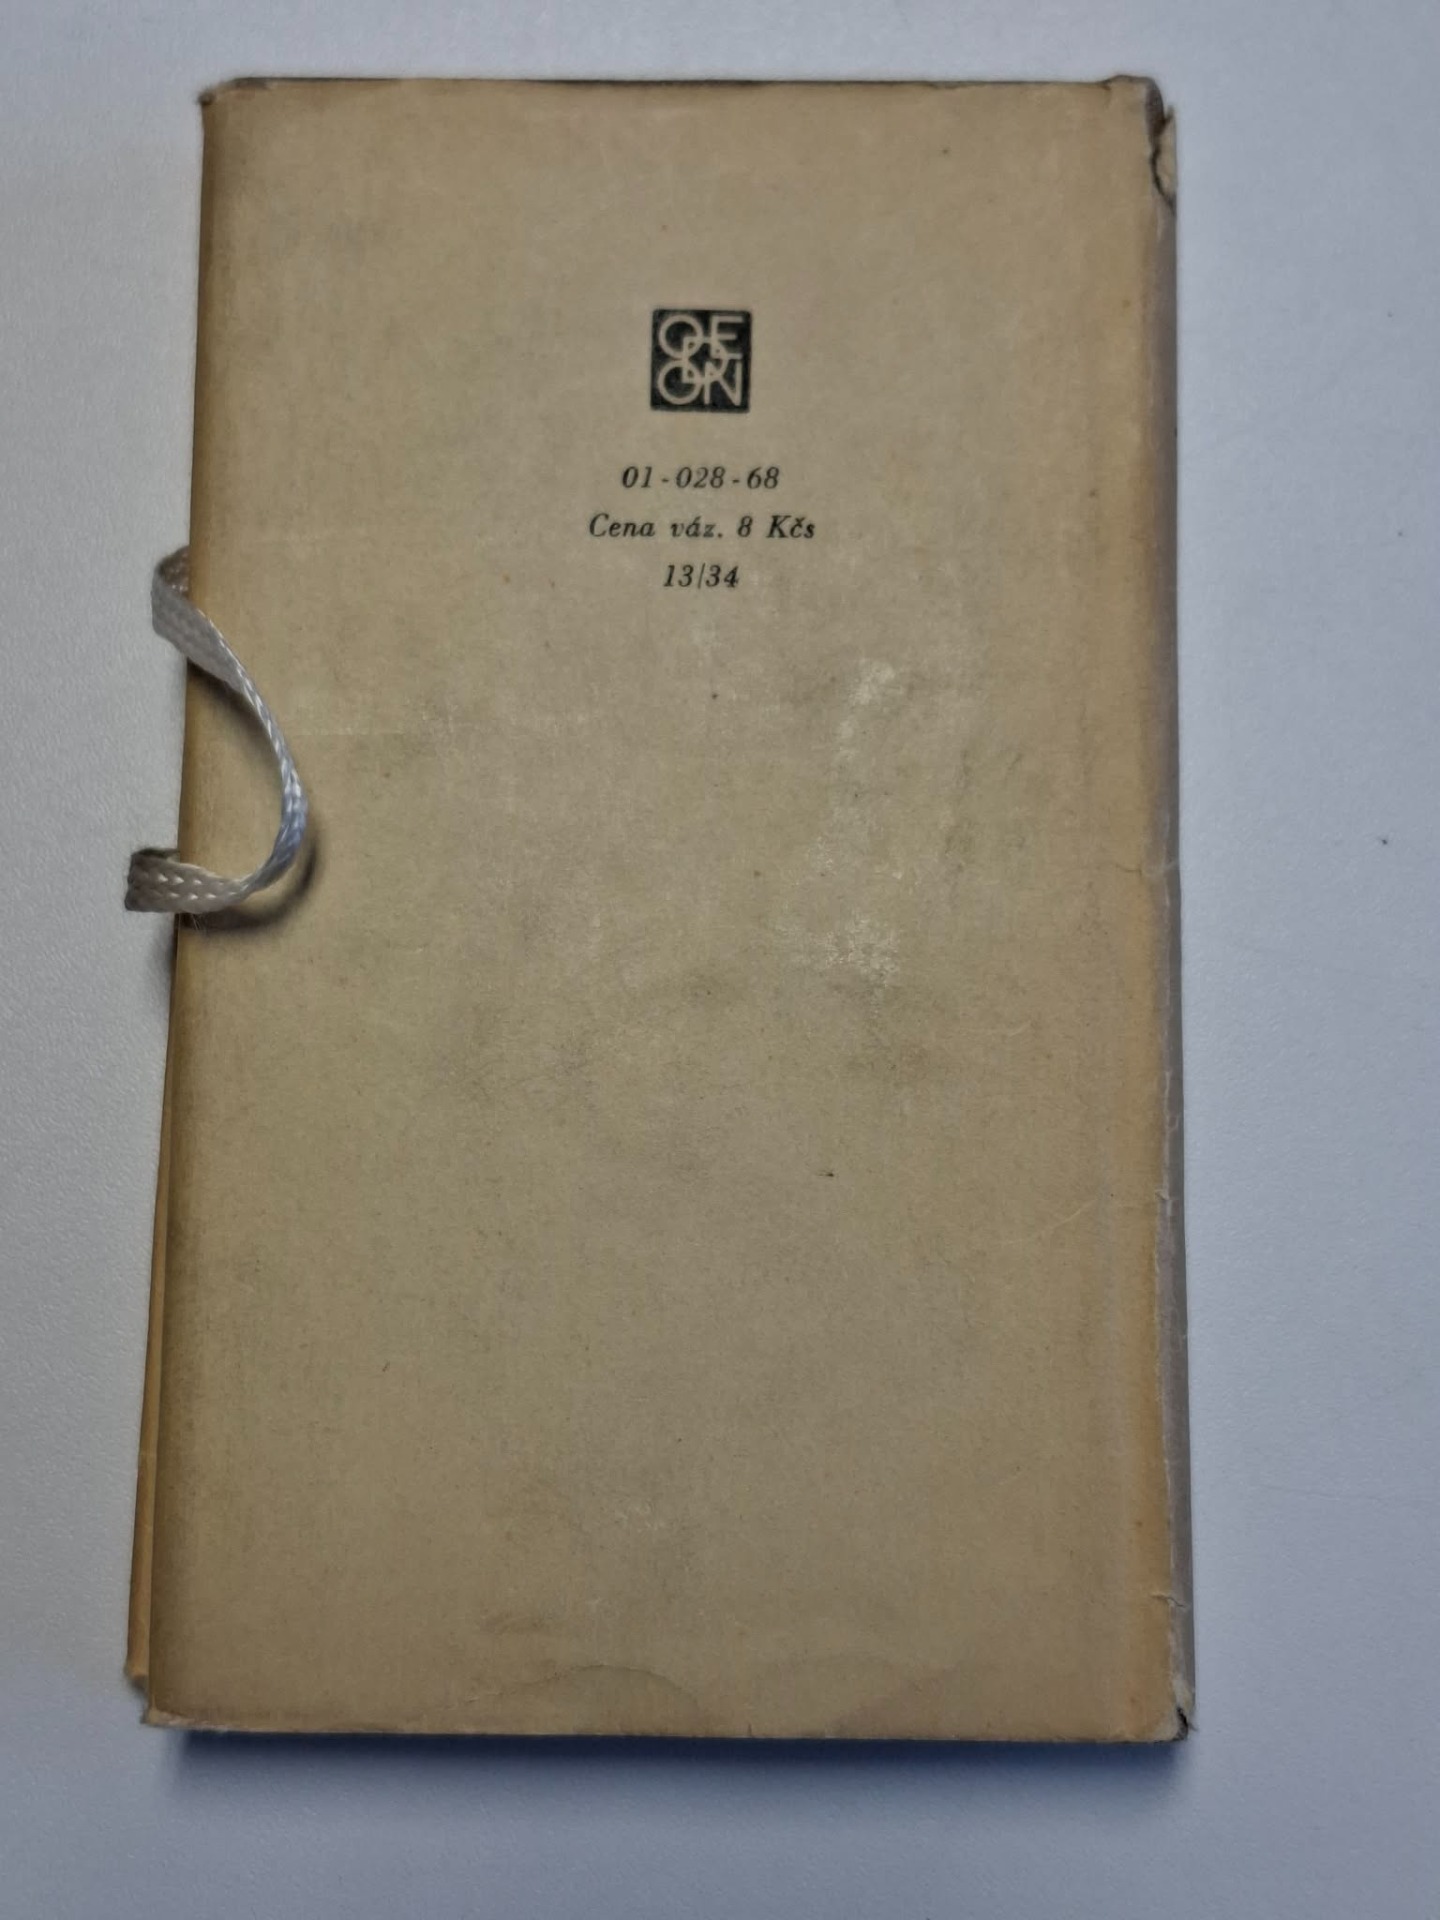 ODEON
01-028-68
Cena váz. 8 Kčs
13/34